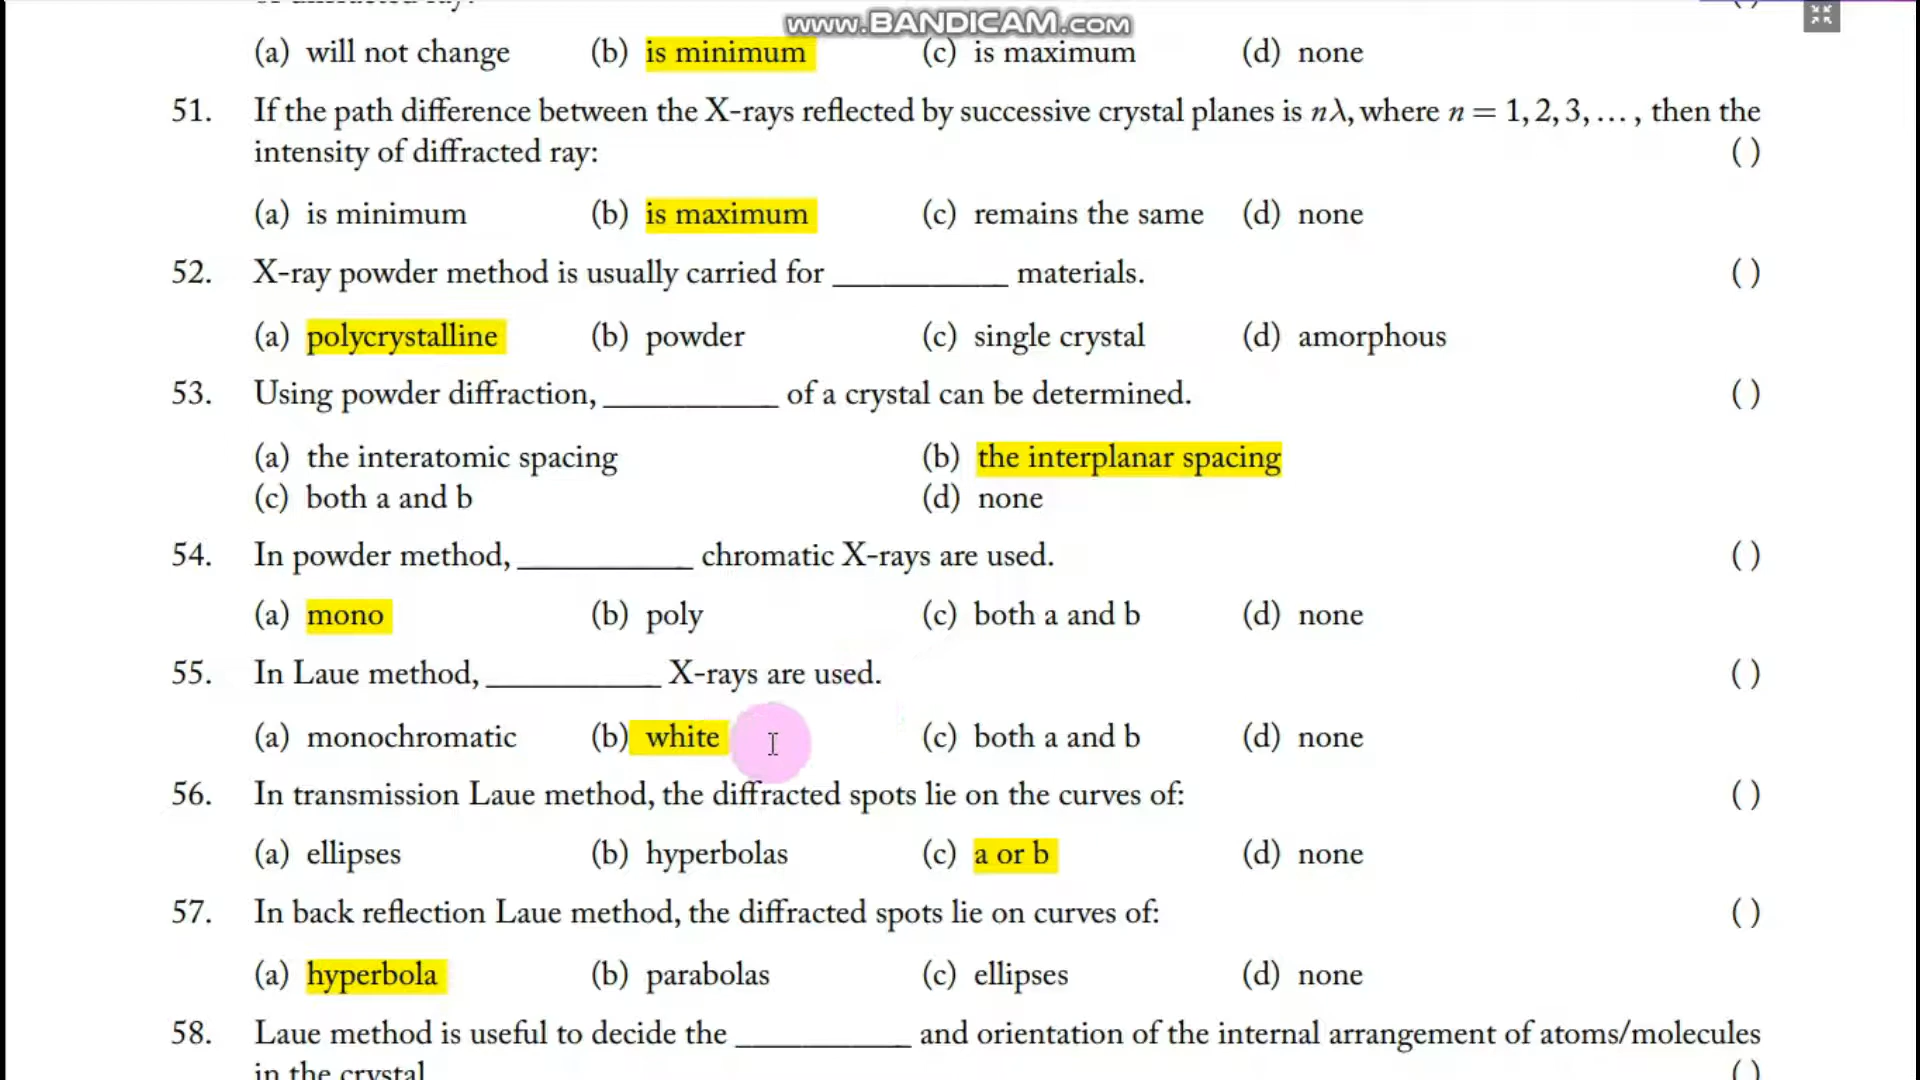 of diffracted ray:
( )
www.BANDICAM.com
(a) will not change (b) is minimum (c) is maximum (d) none
51. If the path difference between the X-rays reflected by successive crystal planes is nλ, where n = 1, 2, 3, ..., then the
intensity of diffracted ray: ( )
(a) is minimum (b) is maximum (c) remains the same (d) none
52. X-ray powder method is usually carried for __________ materials. ( )
(a) polycrystalline (b) powder (c) single crystal (d) amorphous
53. Using powder diffraction, __________ of a crystal can be determined. ( )
(a) the interatomic spacing (b) the interplanar spacing
(c) both a and b (d) none
54. In powder method, __________ chromatic X-rays are used. ( )
(a) mono (b) poly (c) both a and b (d) none
55. In Laue method, __________ X-rays are used. ( )
(a) monochromatic (b) white (c) both a and b (d) none
56. In transmission Laue method, the diffracted spots lie on the curves of: ( )
(a) ellipses (b) hyperbolas (c) a or b (d) none
57. In back reflection Laue method, the diffracted spots lie on curves of: ( )
(a) hyperbola (b) parabolas (c) ellipses (d) none
58. Laue method is useful to decide the __________ and orientation of the internal arrangement of atoms/molecules
in the crystal ( )